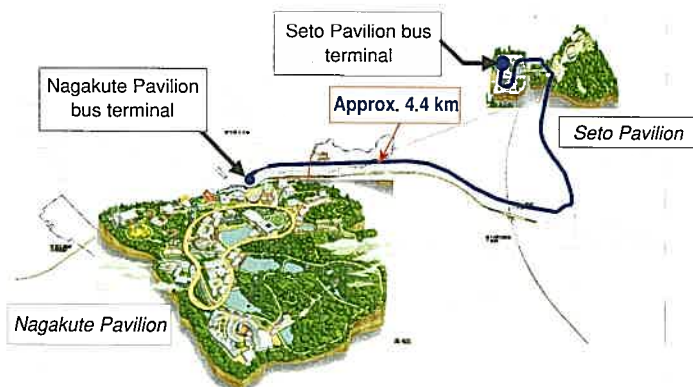 Seto Pavilion bus
terminal
Nagakute Pavilion
bus terminal
Approx. 4.4 km
Seto Pavilion
Nagakute Pavilion